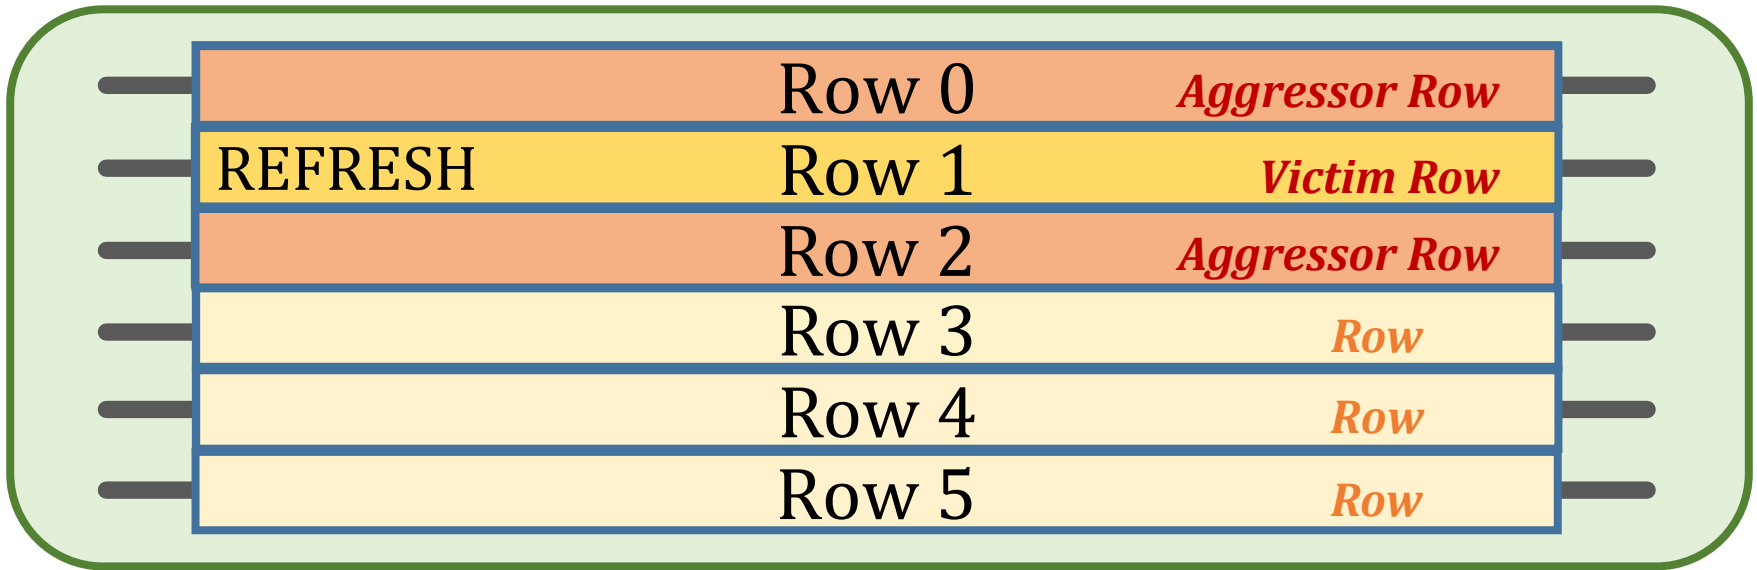 Row 0 Aggressor Row
REFRESH Row 1 Victim Row
Row 2 Aggressor Row
Row 3 Row
Row 4 Row
Row 5 Row